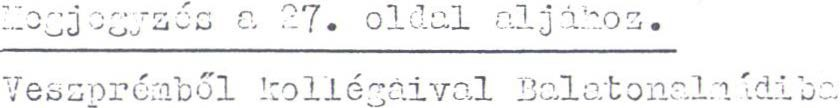 Megjegyzés a 27. oldal aljához.
Veszprémből kollégáival Balatonalmádiba